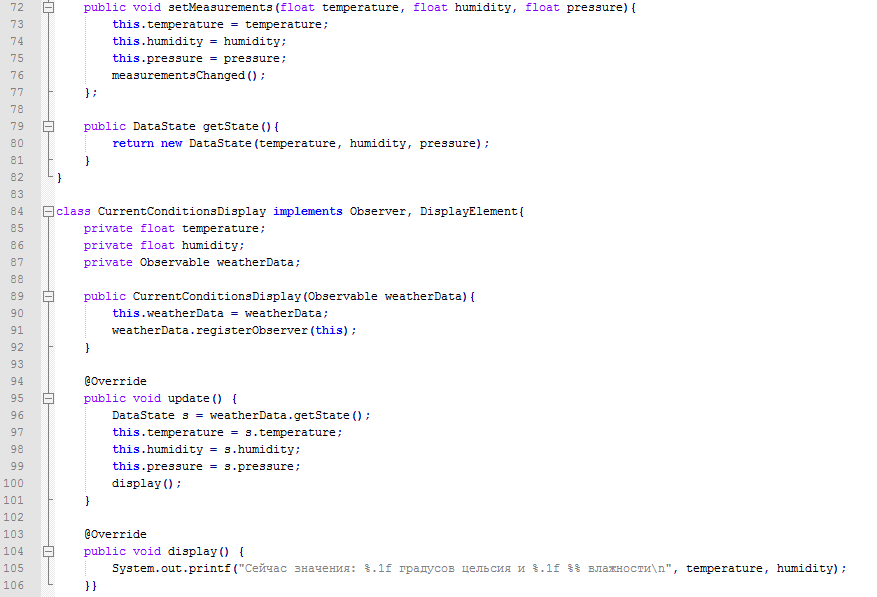 72 public void setMeasurements(float temperature, float humidity, float pressure){
73 this.temperature = temperature;
74 this.humidity = humidity;
75 this.pressure = pressure;
76 measurementsChanged();
77 };
78
79 public DataState getState(){
80 return new DataState(temperature, humidity, pressure);
81 }
82 }
83
84 class CurrentConditionsDisplay implements Observer, DisplayElement{
85 private float temperature;
86 private float humidity;
87 private Observable weatherData;
88
89 public CurrentConditionsDisplay(Observable weatherData){
90 this.weatherData = weatherData;
91 weatherData.registerObserver(this);
92 }
93
94 @Override
95 public void update() {
96 DataState s = weatherData.getState();
97 this.temperature = s.temperature;
98 this.humidity = s.humidity;
99 this.pressure = s.pressure;
100 display();
101 }
102
103 @Override
104 public void display() {
105 System.out.printf("Сейчас значения: %.1f градусов цельсия и %.1f %% влажности\n", temperature, humidity);
106 }}